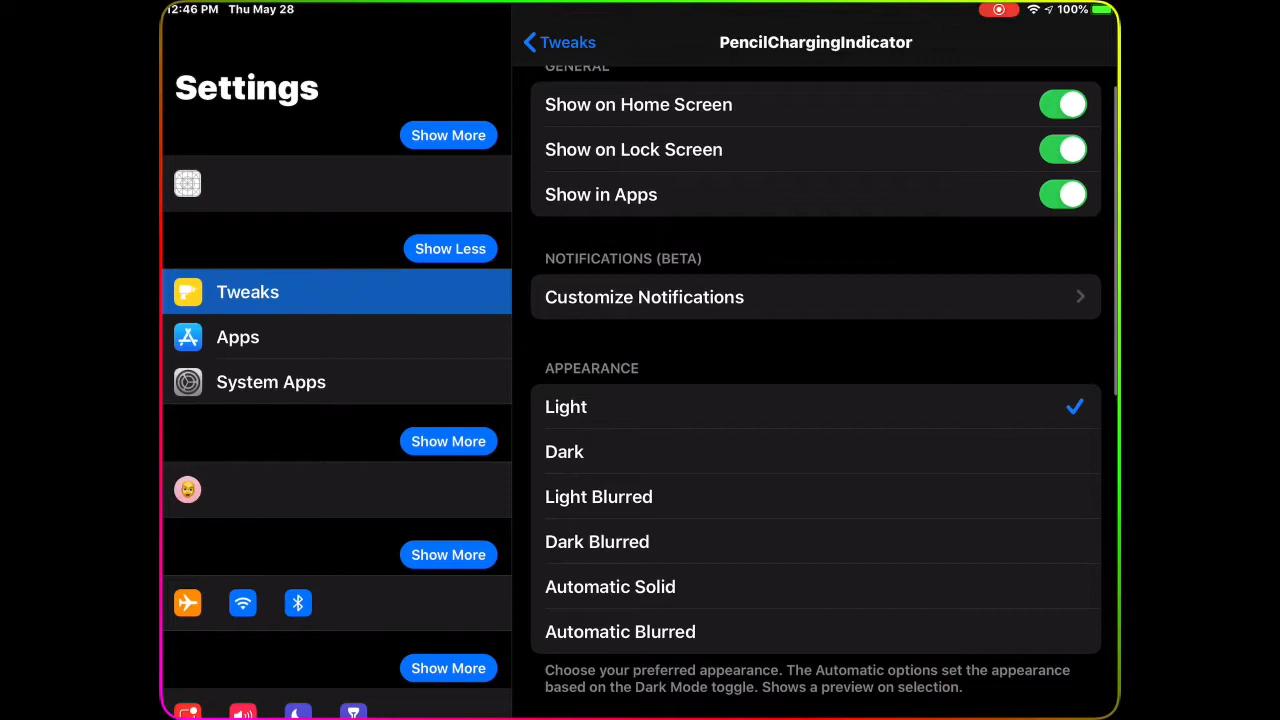 12:46 PM Thu May 28
100%
Settings
Show More
Show Less
Tweaks
Apps
System Apps
Show More
Show More
Show More
Tweaks
PencilChargingIndicator
GENERAL
Show on Home Screen
Show on Lock Screen
Show in Apps
NOTIFICATIONS (BETA)
Customize Notifications
APPEARANCE
Light
Dark
Light Blurred
Dark Blurred
Automatic Solid
Automatic Blurred
Choose your preferred appearance. The Automatic options set the appearance
based on the Dark Mode toggle. Shows a preview on selection.